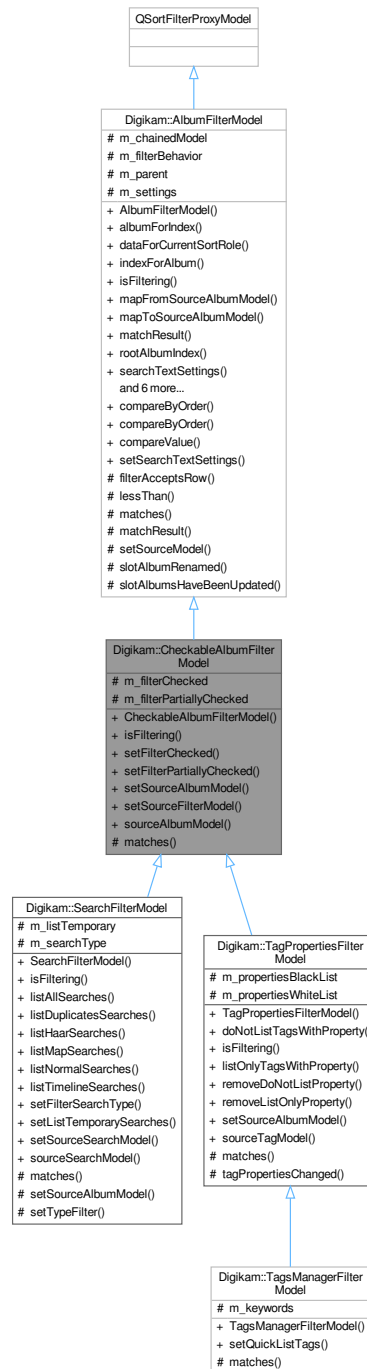 QSortFilterProxyModel
Digikam::AlbumFilterModel
# m_chainedModel
# m_filterBehavior
# m_parent
# m_settings
+ AlbumFilterModel()
+ albumForIndex()
+ dataForCurrentSortRole()
+ indexForAlbum()
+ isFiltering()
+ mapFromSourceAlbumModel()
+ mapToSourceAlbumModel()
+ matchResult()
+ rootAlbumIndex()
+ searchTextSettings()
and 6 more...
+ compareByOrder()
+ compareByOrder()
+ compareValue()
+ setSearchTextSettings()
# filterAcceptsRow()
# lessThan()
# matches()
# matchResult()
# setSourceModel()
# slotAlbumRenamed()
# slotAlbumsHaveBeenUpdated()
Digikam::CheckableAlbumFilter
Model
# m_filterChecked
# m_filterPartiallyChecked
+ CheckableAlbumFilterModel()
+ isFiltering()
+ setFilterChecked()
+ setFilterPartiallyChecked()
+ setSourceAlbumModel()
+ setSourceFilterModel()
+ sourceAlbumModel()
# matches()
Digikam::SearchFilterModel
# m_listTemporary
# m_searchType
+ SearchFilterModel()
+ isFiltering()
+ listAllSearches()
+ listDuplicatesSearches()
+ listHaarSearches()
+ listMapSearches()
+ listNormalSearches()
+ listTimelineSearches()
+ setFilterSearchType()
+ setListTemporarySearches()
+ setSourceSearchModel()
+ sourceSearchModel()
# matches()
# setSourceAlbumModel()
# setTypeFilter()
Digikam::TagPropertiesFilter
Model
# m_propertiesBlackList
# m_propertiesWhiteList
+ TagPropertiesFilterModel()
+ doNotListTagsWithProperty()
+ isFiltering()
+ listOnlyTagsWithProperty()
+ removeDoNotListProperty()
+ removeListOnlyProperty()
+ setSourceAlbumModel()
+ sourceTagModel()
# matches()
# tagPropertiesChanged()
Digikam::TagsManagerFilter
Model
# m_keywords
+ TagsManagerFilterModel()
+ setQuickListTags()
# matches()